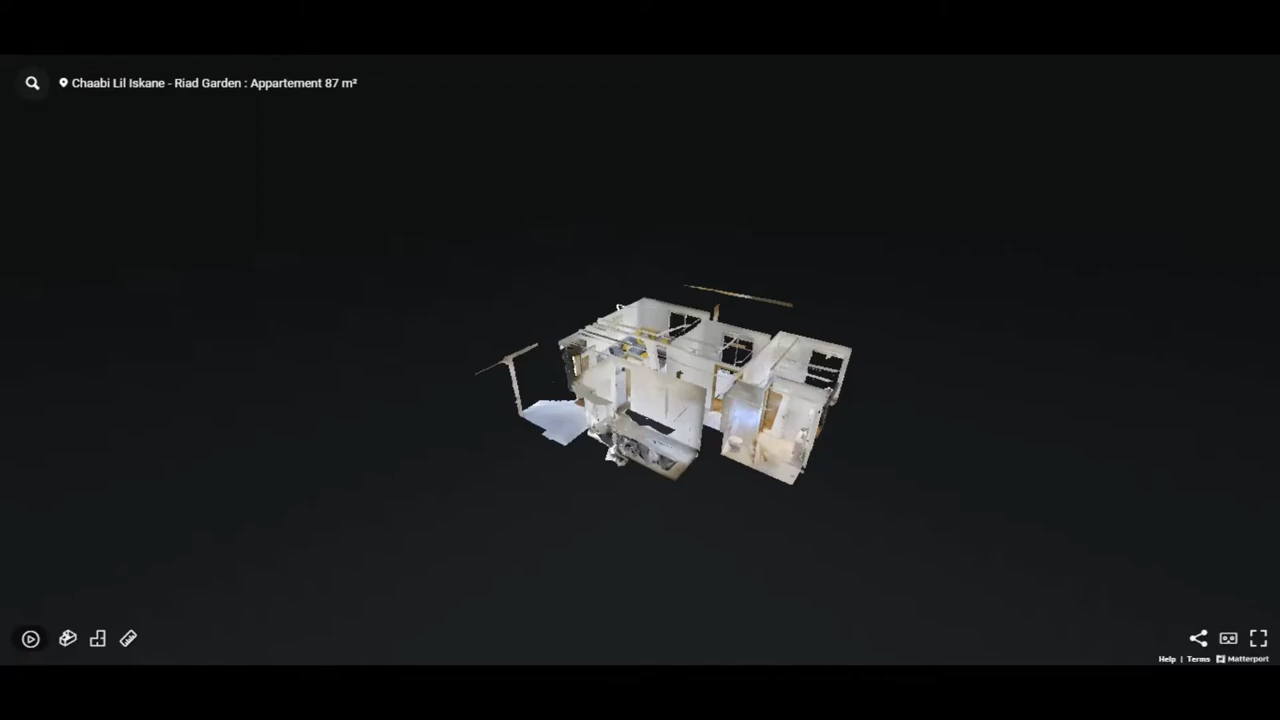 Chaabi Lil Iskane - Riad Garden : Appartement 87 m²
Help | Terms Matterport